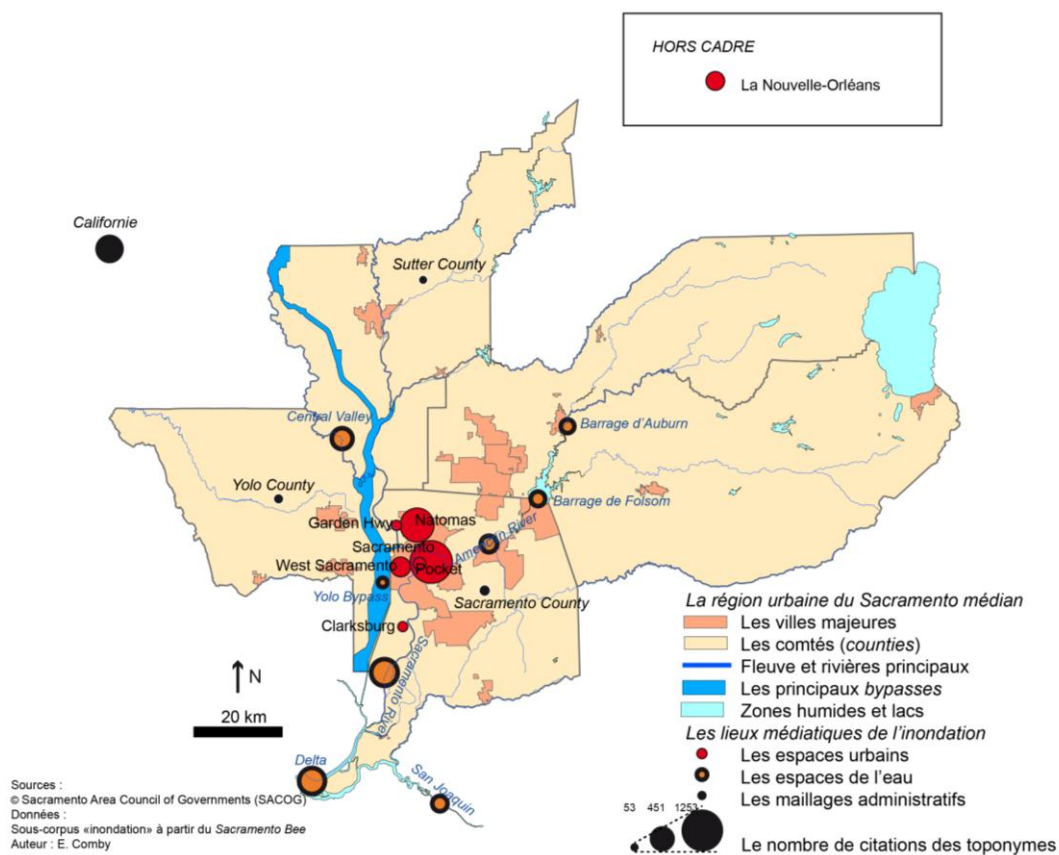 HORS CADRE
La Nouvelle-Orléans
Californie
Sutter County
Central Valley
Barrage d'Auburn
Yolo County
Barrage de Folsom
Garden Hwy
Natomas
American River
Sacramento
West Sacramento
Pocket
Yolo Bypass
Sacramento County
Clarksburg
Sacramento River
N
20 km
Delta
San Joaquin
La région urbaine du Sacramento médian
Les villes majeures
Les comtés (counties)
Fleuve et rivières principaux
Les principaux bypasses
Zones humides et lacs
Les lieux médiatiques de l'inondation
Les espaces urbains
Les espaces de l'eau
Les maillages administratifs
53 451 1253
Le nombre de citations des toponymes
Sources :
© Sacramento Area Council of Governments (SACOG)
Données :
Sous-corpus «inondation» à partir du Sacramento Bee
Auteur : E. Comby